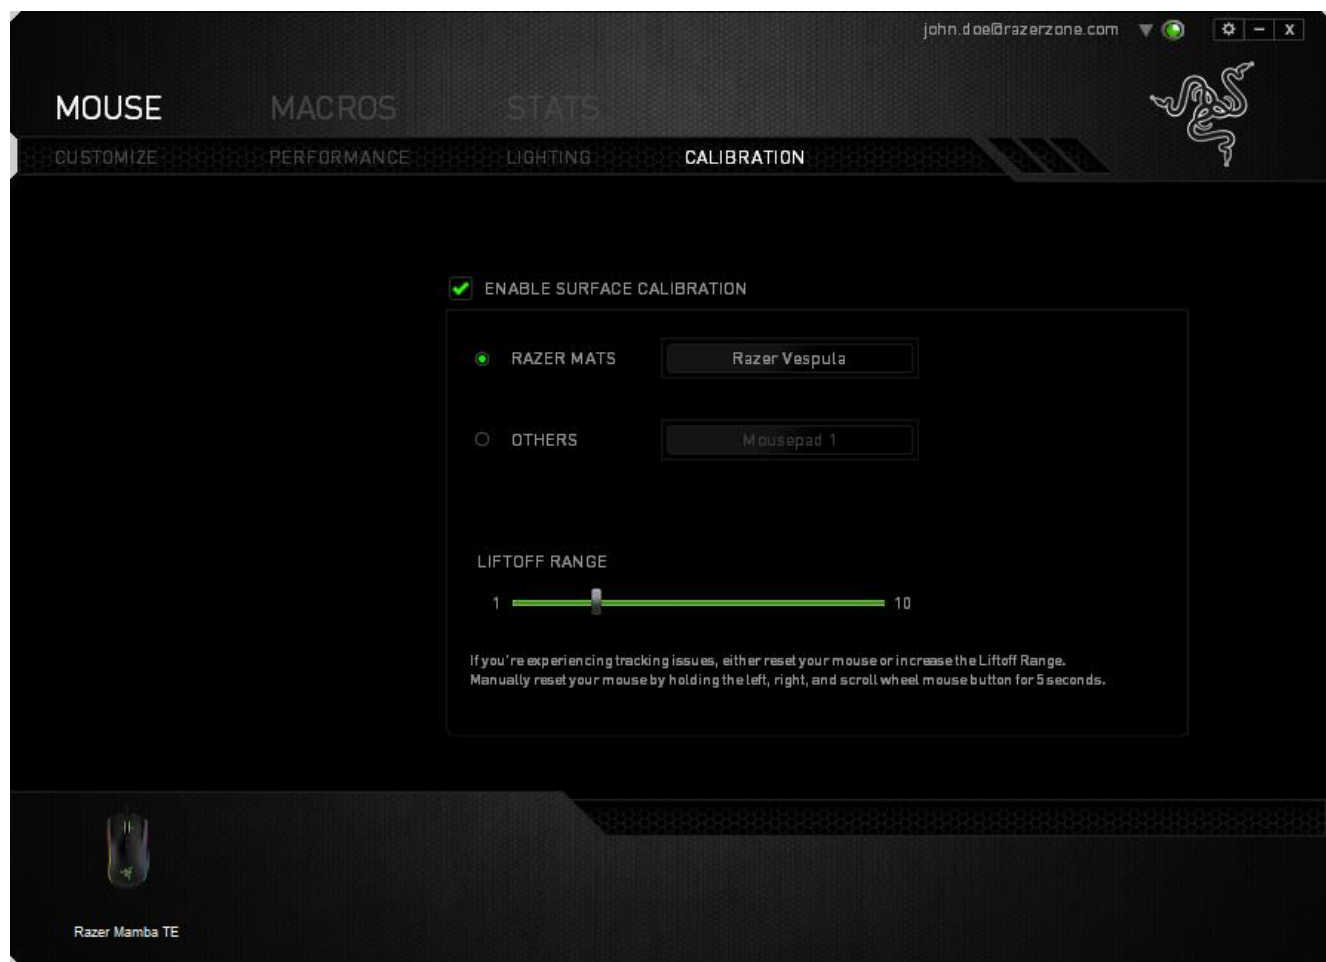 john.doe@razerzone.com
MOUSE MACROS STATS
CUSTOMIZE PERFORMANCE LIGHTING CALIBRATION
ENABLE SURFACE CALIBRATION
RAZER MATS Razer Vespula
OTHERS Mousepad 1
LIFTOFF RANGE
1 10
If you're experiencing tracking issues, either reset your mouse or increase the Liftoff Range.
Manually reset your mouse by holding the left, right, and scroll wheel mouse button for 5 seconds.
Razer Mamba TE